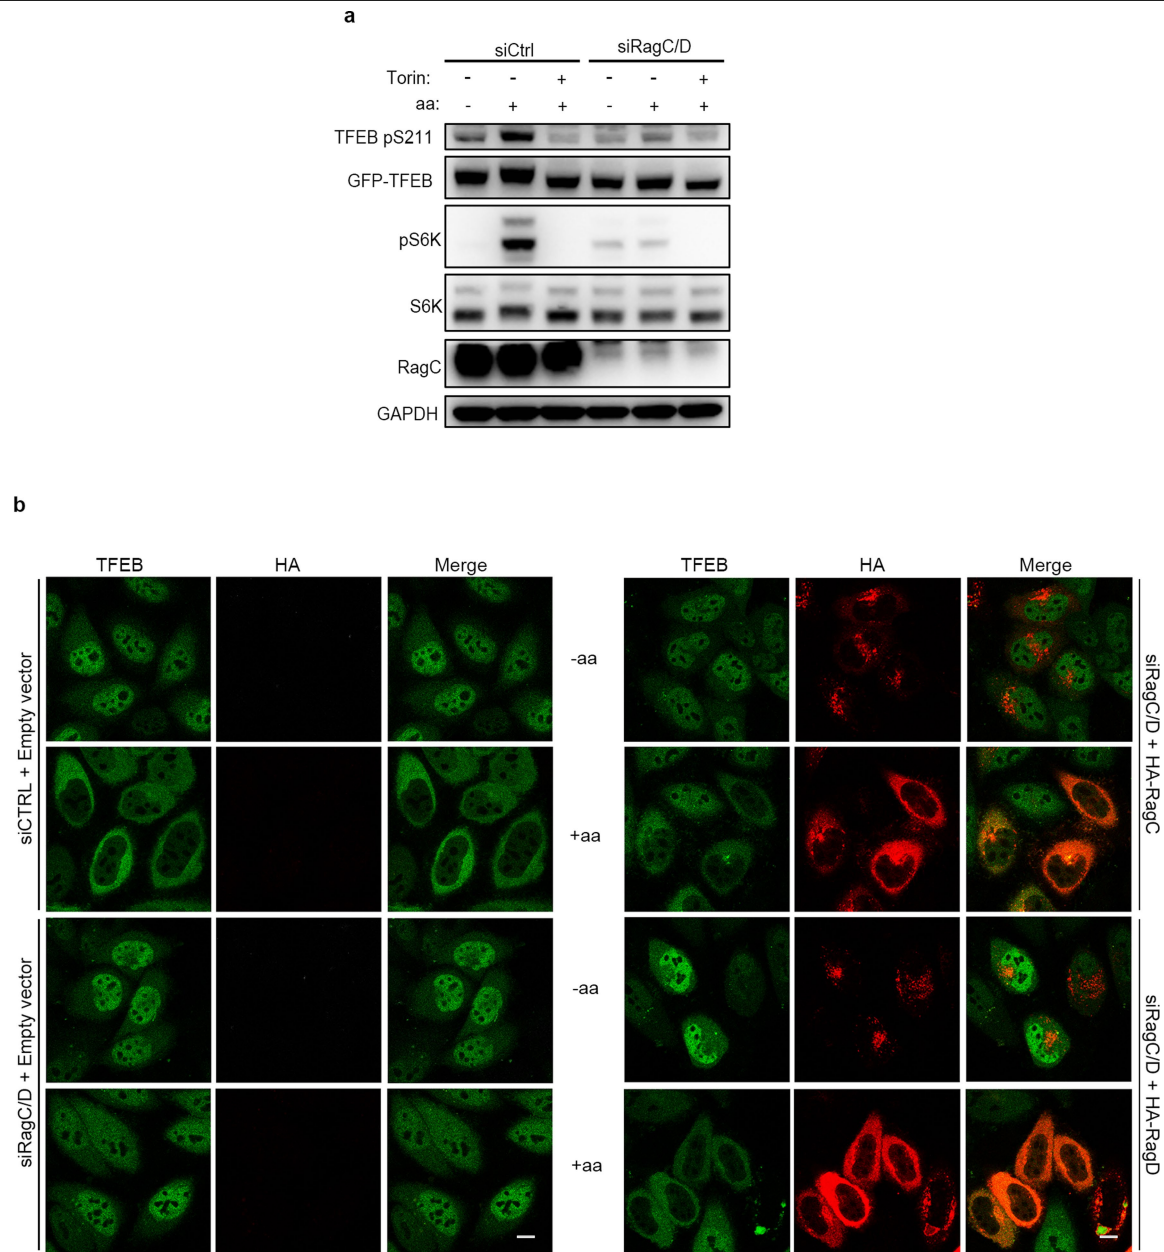 a
siCtrl siRagC/D
Torin: - - + - - +
aa: - + + - + +
TFEB pS211
GFP-TFEB
pS6K
S6K
RagC
GAPDH
b
TFEB HA Merge TFEB HA Merge
siCTRL + Empty vector
-aa
+aa
siRagC/D + HA-RagC
siRagC/D + Empty vector
-aa
+aa
siRagC/D + HA-RagD